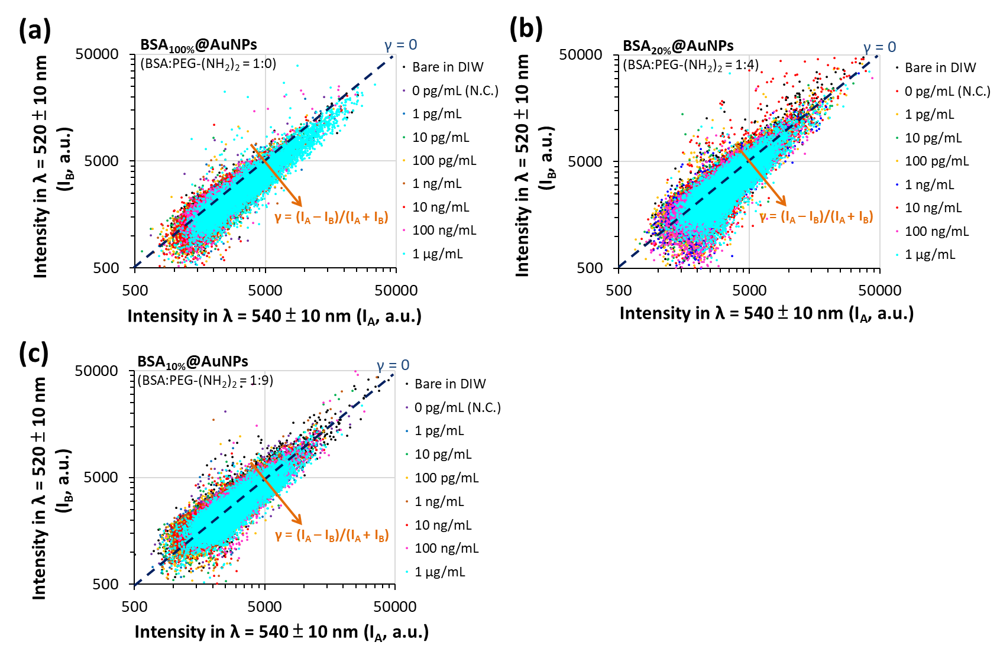 (a)
BSA100%@AuNPs
(BSA:PEG-(NH2)2 = 1:0)
γ = 0
50000
5000
500
500
5000
50000
Intensity in λ = 520 ± 10 nm
(IB, a.u.)
Intensity in λ = 540 ± 10 nm (IA, a.u.)
γ = (IA – IB)/(IA + IB)
Bare in DIW
0 pg/mL (N.C.)
1 pg/mL
10 pg/mL
100 pg/mL
1 ng/mL
10 ng/mL
100 ng/mL
1 μg/mL
(b)
BSA20%@AuNPs
(BSA:PEG-(NH2)2 = 1:4)
γ = 0
50000
5000
500
500
5000
50000
Intensity in λ = 520 ± 10 nm
(IB, a.u.)
Intensity in λ = 540 ± 10 nm (IA, a.u.)
γ = (IA – IB)/(IA + IB)
Bare in DIW
0 pg/mL (N.C.)
1 pg/mL
10 pg/mL
100 pg/mL
1 ng/mL
10 ng/mL
100 ng/mL
1 μg/mL
(c)
BSA10%@AuNPs
(BSA:PEG-(NH2)2 = 1:9)
γ = 0
50000
5000
500
500
5000
50000
Intensity in λ = 520 ± 10 nm
(IB, a.u.)
Intensity in λ = 540 ± 10 nm (IA, a.u.)
γ = (IA – IB)/(IA + IB)
Bare in DIW
0 pg/mL (N.C.)
1 pg/mL
10 pg/mL
100 pg/mL
1 ng/mL
10 ng/mL
100 ng/mL
1 μg/mL